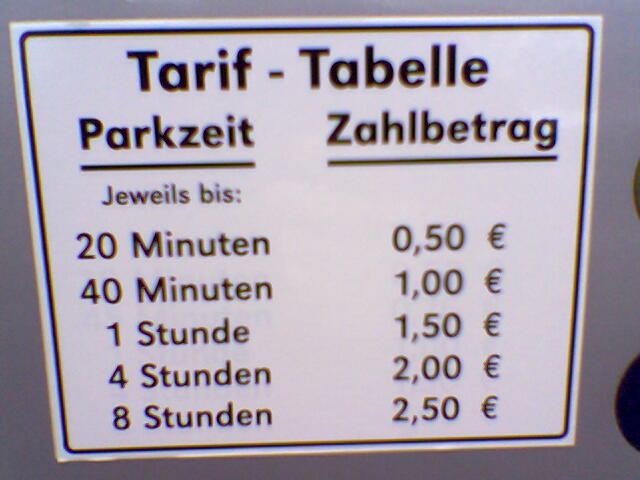 Tarif - Tabelle
Parkzeit Zahlbetrag
Jeweils bis:
20 Minuten 0,50 €
40 Minuten 1,00 €
1 Stunde 1,50 €
4 Stunden 2,00 €
8 Stunden 2,50 €